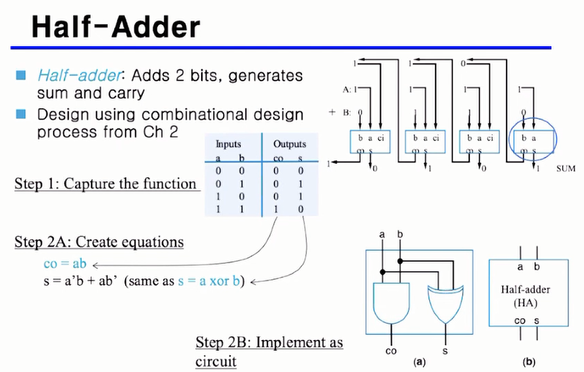 Half-Adder
Half-adder: Adds 2 bits, generates
sum and carry
Design using combinational design
process from Ch 2
Inputs Outputs
a b co s
0 0 0 0
0 1 0 1
1 0 0 1
1 1 1 0
Step 1: Capture the function
Step 2A: Create equations
co = ab
s = a'b + ab' (same as s = a xor b)
Step 2B: Implement as
circuit
1 1 0
A: 1 1 1 1
+ B: 0 1 1 0
b a ci b a ci b a ci b a
co s co s co s co s
1 0 1 0 0 0 1 SUM
a b
co s
(a)
a b
Half-adder
(HA)
co s
(b)